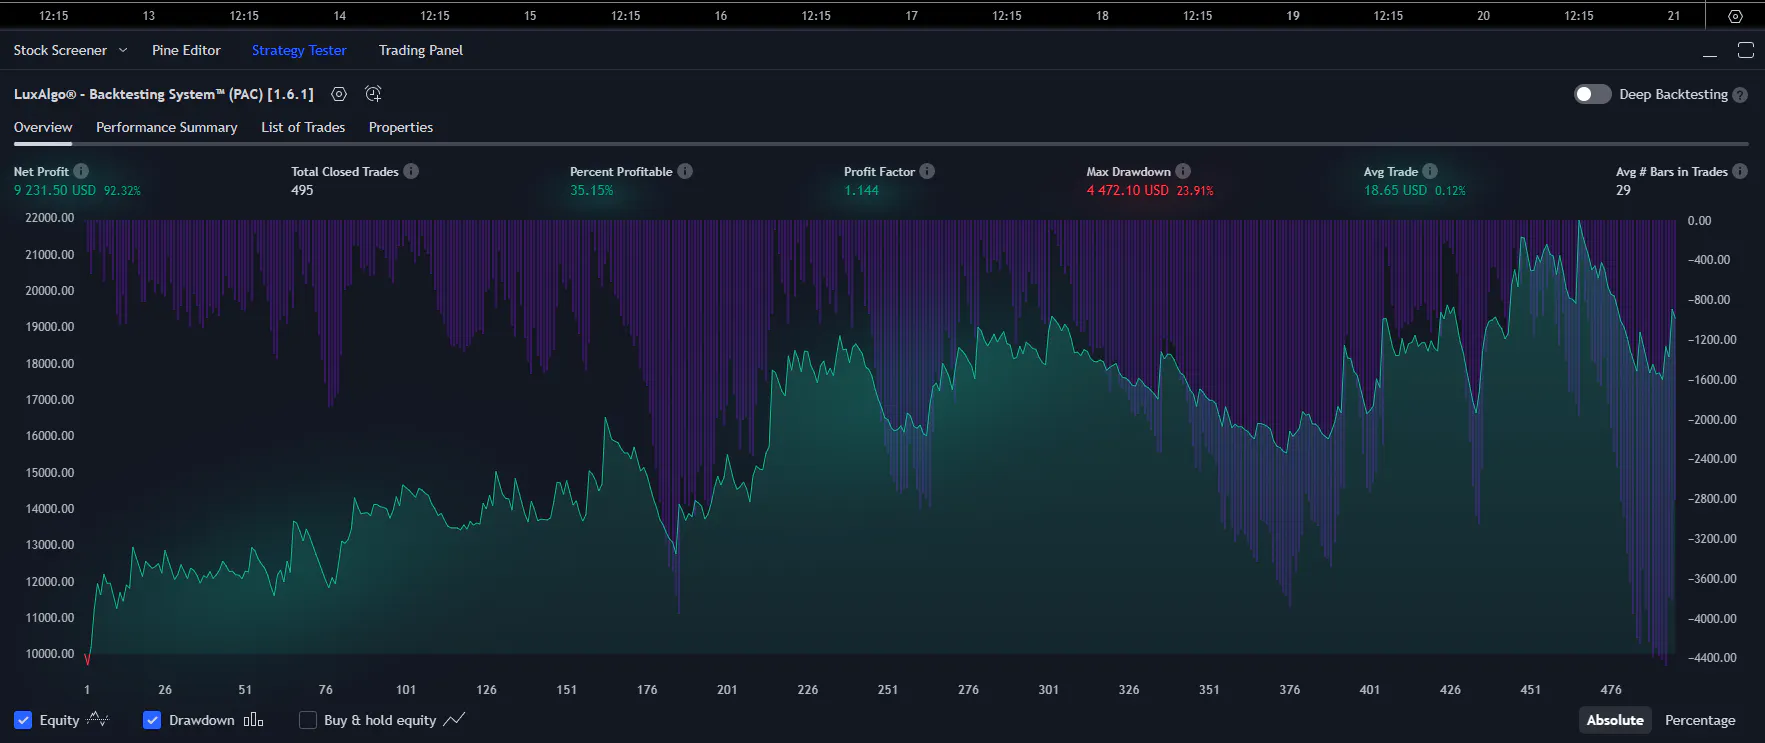 12:15 13 12:15 14 12:15 15 12:15 16 12:15 17 12:15 18 12:15 19 12:15 20 12:15 21
Stock Screener Pine Editor Strategy Tester Trading Panel
LuxAlgo® - Backtesting System™ (PAC) [1.6.1] Deep Backtesting ?
Overview Performance Summary List of Trades Properties
Net Profit Total Closed Trades Percent Profitable Profit Factor Max Drawdown Avg Trade Avg # Bars in Trades
9 231.50 USD 92.32% 495 35.15% 1.144 4 472.10 USD 23.91% 18.65 USD 0.12% 29
22000.00 0.00
21000.00 −400.00
20000.00 −800.00
19000.00 −1200.00
18000.00 −1600.00
17000.00 −2000.00
16000.00 −2400.00
15000.00 −2800.00
14000.00 −3200.00
13000.00 −3600.00
12000.00 −4000.00
11000.00 −4400.00
10000.00
1 26 51 76 101 126 151 176 201 226 251 276 301 326 351 376 401 426 451 476
Equity Drawdown Buy & hold equity Absolute Percentage